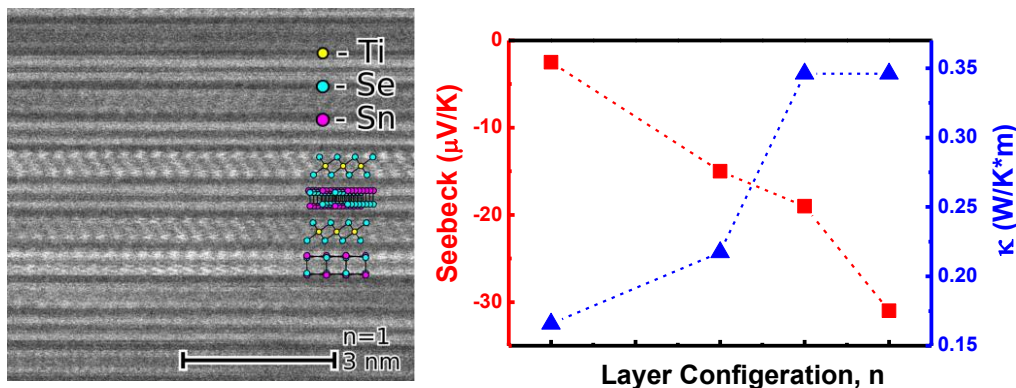 - Ti
- Se
- Sn
n=1
3 nm
Seebeck (μV/K)
0
-10
-20
-30
0.35
0.30
0.25
0.20
0.15
κ (W/K*m)
Layer Configeration, n